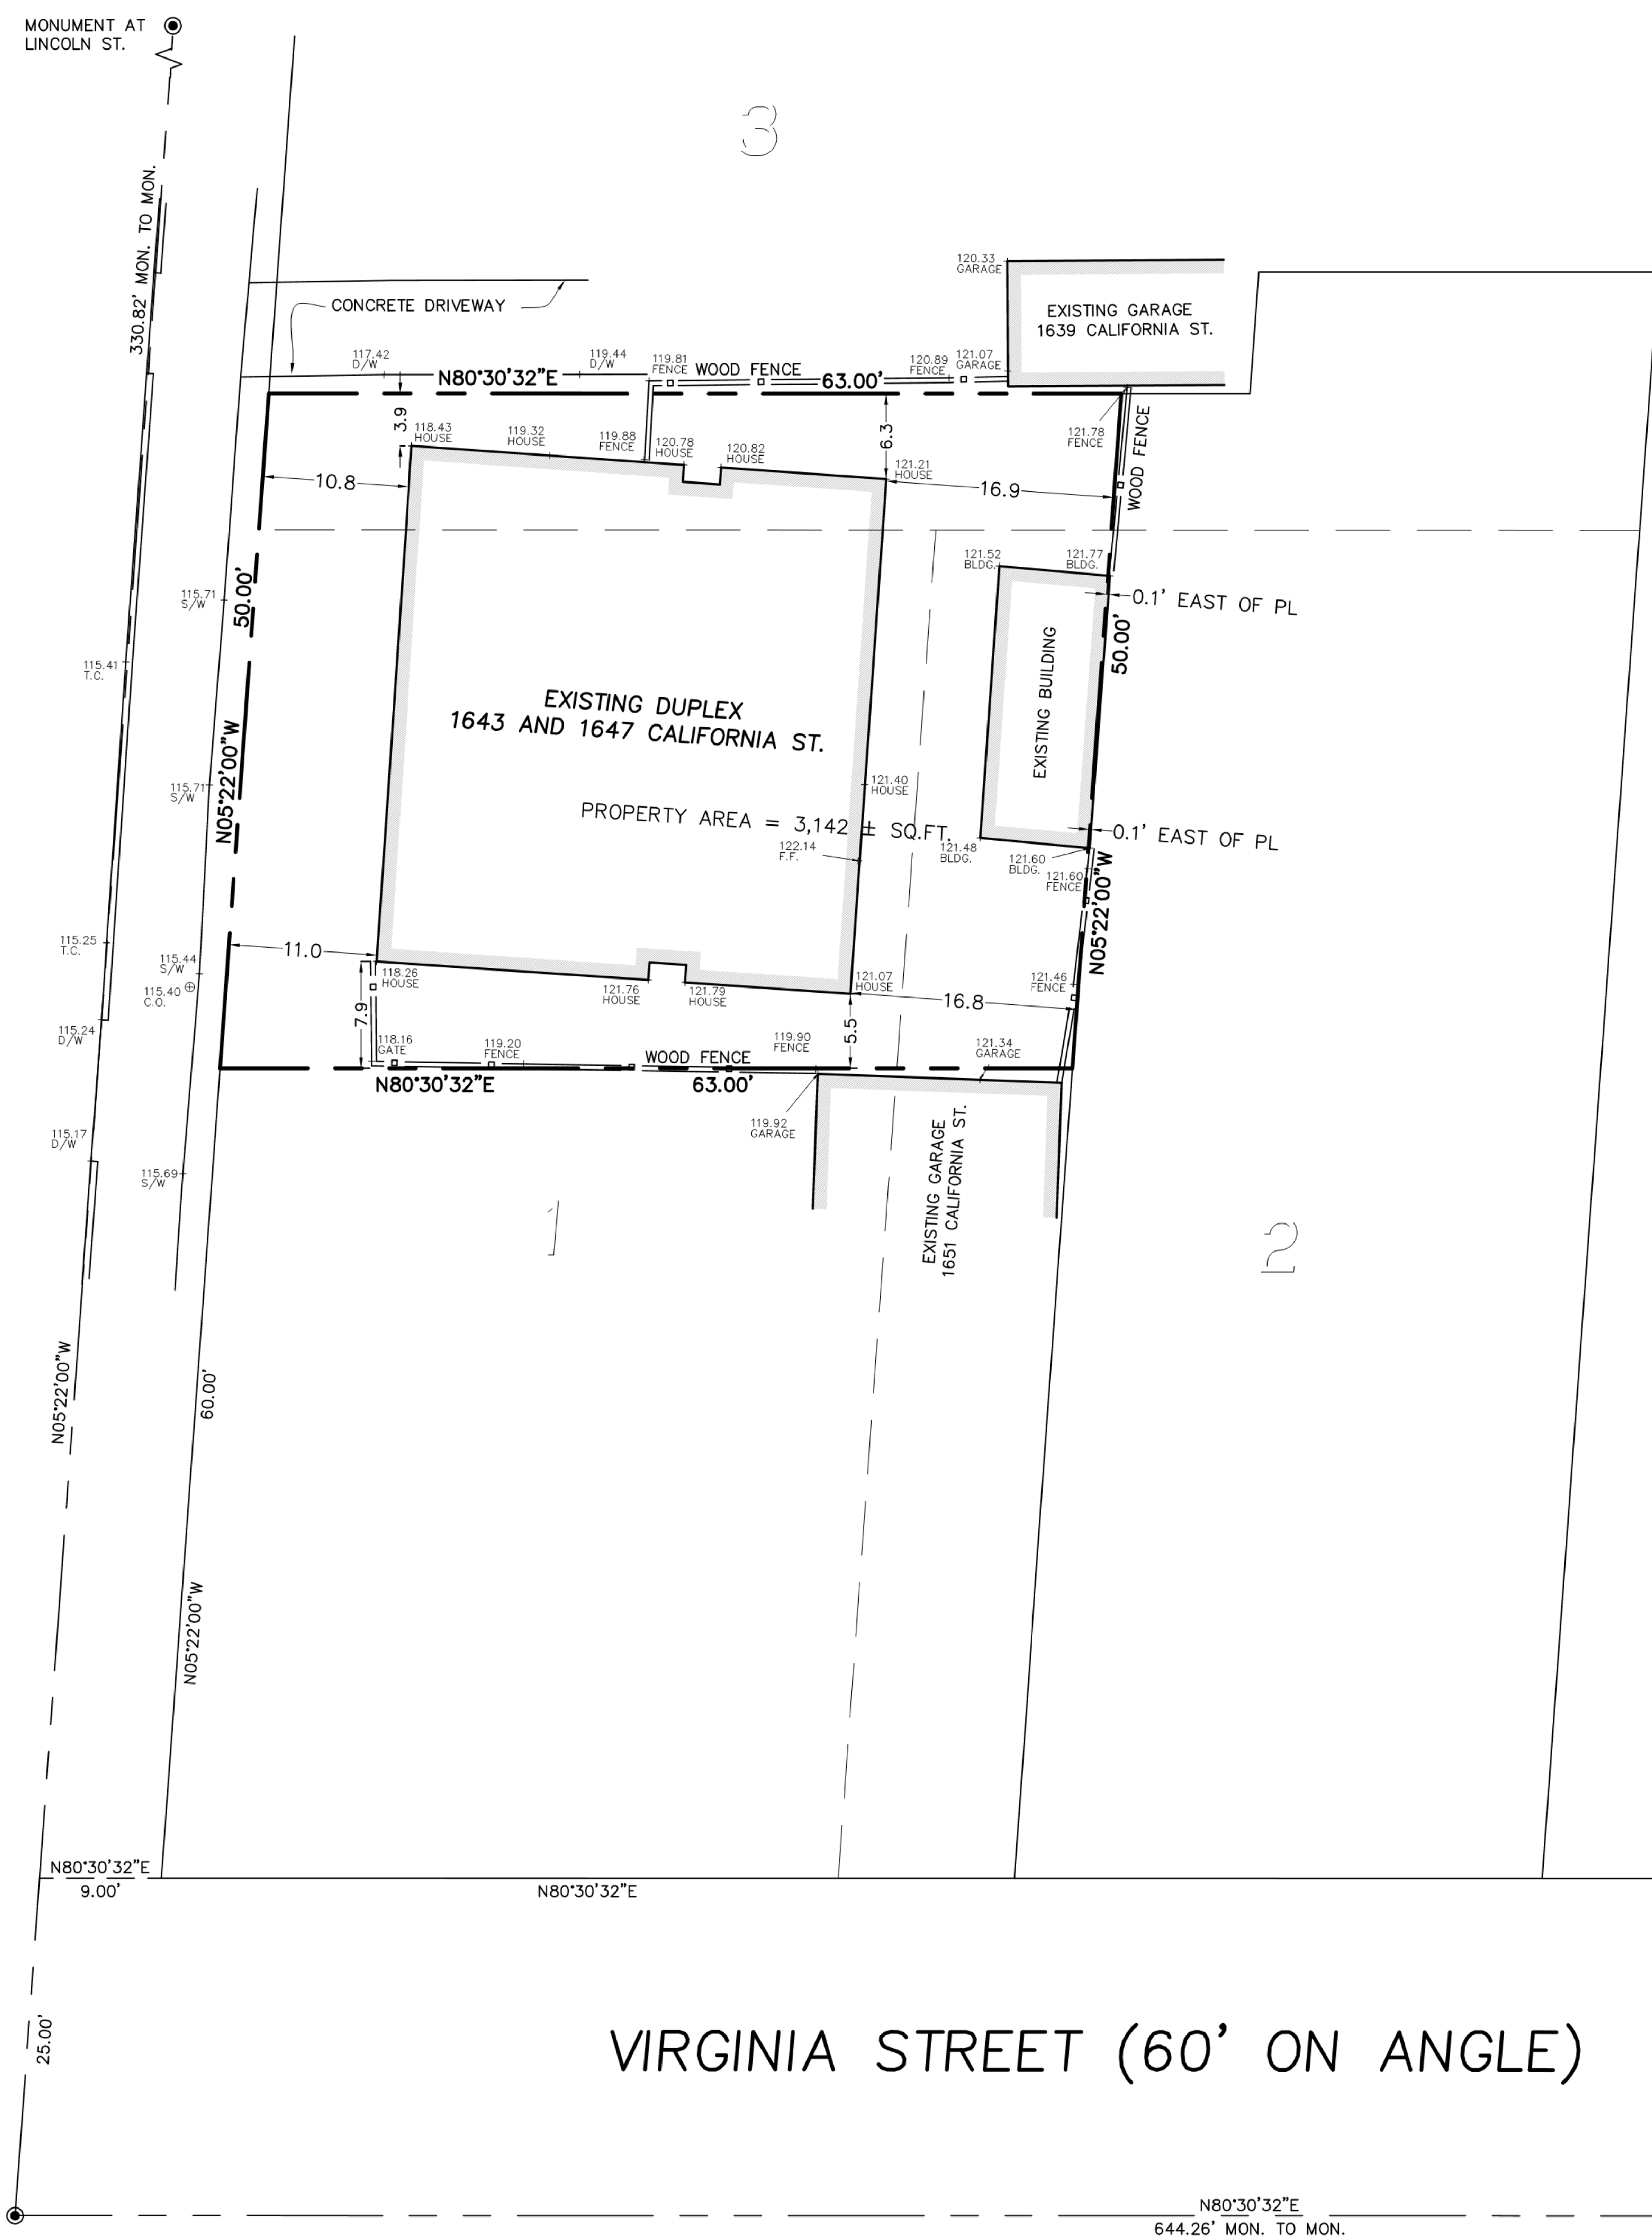 MONUMENT AT
LINCOLN ST.
3
330.82' MON. TO MON.
120.33
GARAGE
EXISTING GARAGE
1639 CALIFORNIA ST.
CONCRETE DRIVEWAY
117.42
D/W
N80°30'32"E
119.44
D/W
119.81
FENCE
WOOD FENCE
63.00'
120.89
FENCE
121.07
GARAGE
3.9
118.43
HOUSE
119.32
HOUSE
119.88
FENCE
120.78
HOUSE
120.82
HOUSE
6.3
121.21
HOUSE
121.78
FENCE
WOOD FENCE
10.8
16.9
121.52
BLDG.
121.77
BLDG.
0.1' EAST OF PL
50.00'
50.00'
115.71
S/W
115.41
T.C.
EXISTING BUILDING
EXISTING DUPLEX
1643 AND 1647 CALIFORNIA ST.
N05°22'00"W
115.71
S/W
121.40
HOUSE
PROPERTY AREA = 3,142 ± SQ.FT.
122.14
F.F.
0.1' EAST OF PL
121.48
BLDG.
121.60
BLDG.
121.60
FENCE
N05°22'00"W
115.25
T.C.
115.44
S/W
115.40
C.O.
11.0
118.26
HOUSE
121.76
HOUSE
121.79
HOUSE
121.07
HOUSE
121.46
FENCE
16.8
7.9
5.5
115.24
D/W
118.16
GATE
119.20
FENCE
WOOD FENCE
119.90
FENCE
121.34
GARAGE
N80°30'32"E
63.00'
119.92
GARAGE
115.17
D/W
115.69
S/W
EXISTING GARAGE
1651 CALIFORNIA ST.
1
2
N05°22'00"W
60.00'
N05°22'00"W
N80°30'32"E
9.00'
N80°30'32"E
25.00'
VIRGINIA STREET (60' ON ANGLE)
N80°30'32"E
644.26' MON. TO MON.